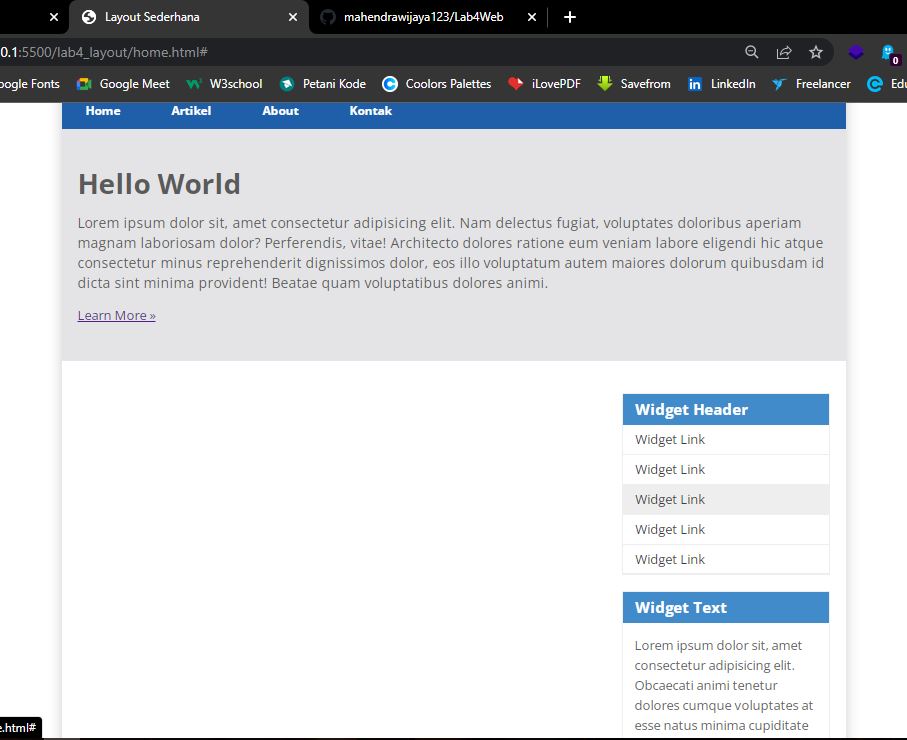 Layout Sederhana
mahendrawijaya123/Lab4Web
0.1:5500/lab4_layout/home.html#
0
ogle Fonts
Google Meet
W3school
Petani Kode
Coolors Palettes
iLovePDF
Savefrom
LinkedIn
Freelancer
Edu
Home Artikel About Kontak
Hello World
Lorem ipsum dolor sit, amet consectetur adipisicing elit. Nam delectus fugiat, voluptates doloribus aperiam
magnam laboriosam dolor? Perferendis, vitae! Architecto dolores ratione eum veniam labore eligendi hic atque
consectetur minus reprehenderit dignissimos dolor, eos illo voluptatum autem maiores dolorum quibusdam id
dicta sint minima provident! Beatae quam voluptatibus dolores animi.
Learn More »
Widget Header
Widget Link
Widget Link
Widget Link
Widget Link
Widget Link
Widget Text
Lorem ipsum dolor sit, amet
consectetur adipisicing elit.
Obcaecati animi tenetur
dolores cumque voluptates at
esse natus minima cupiditate
e.html#